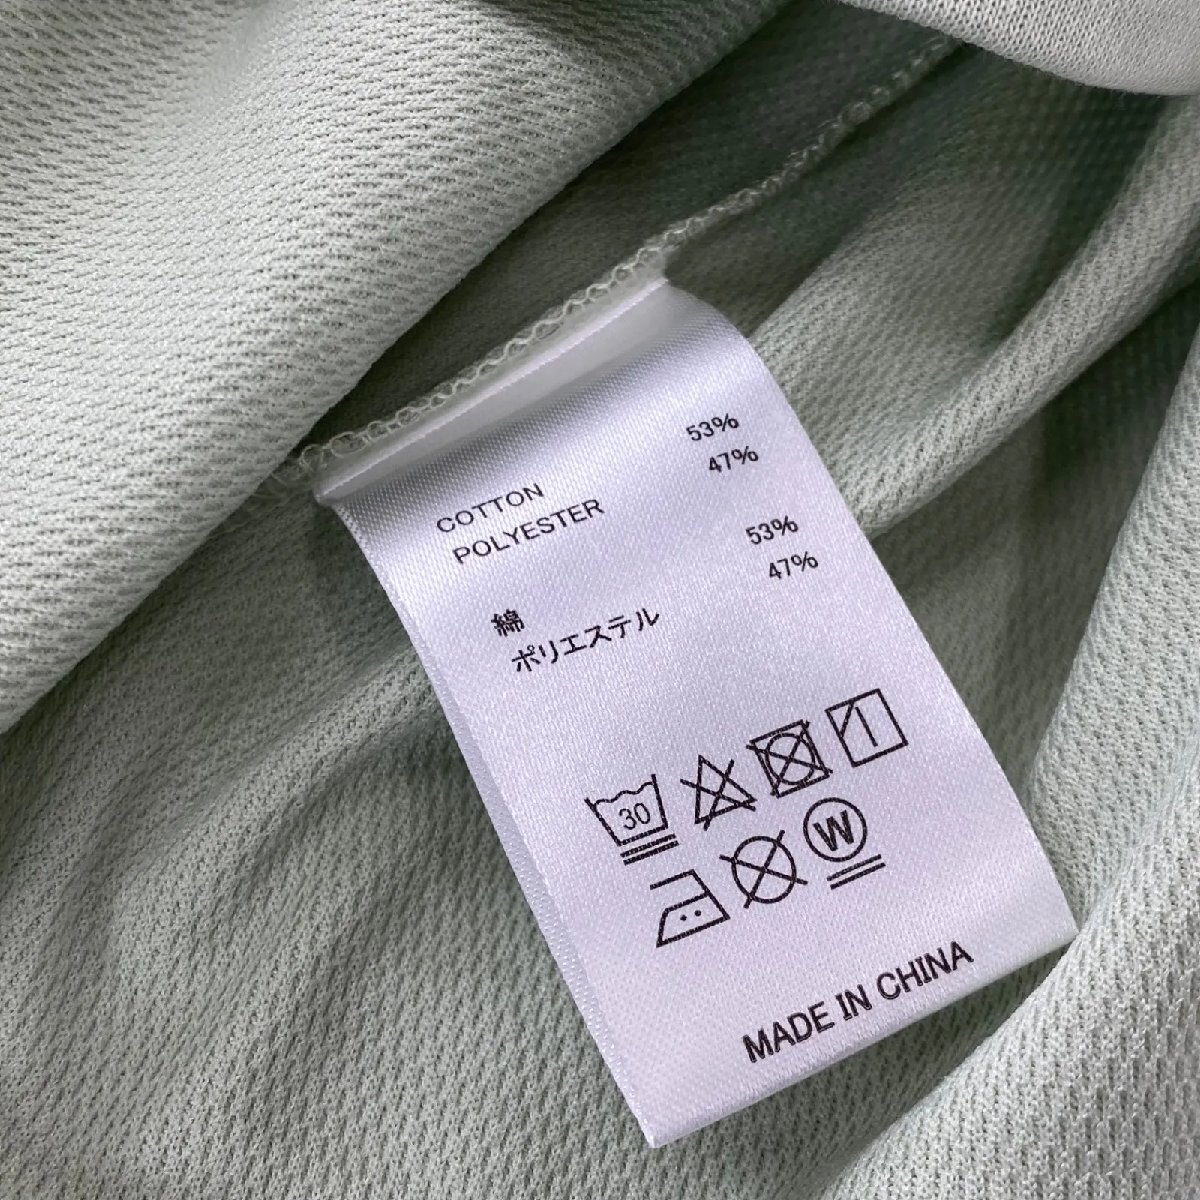 COTTON 53%
POLYESTER 47%
綿 53%
ポリエステル 47%
30
W
MADE IN CHINA